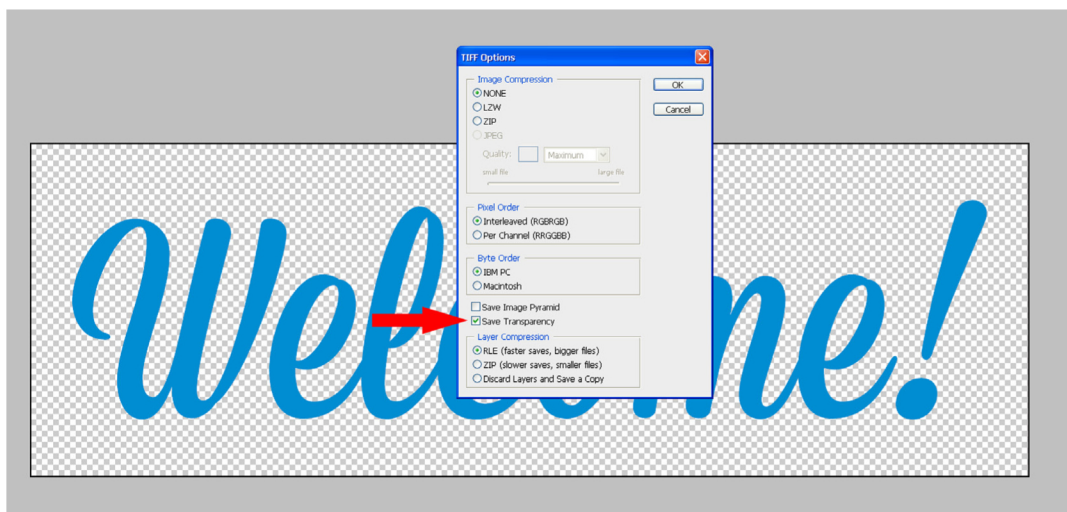 TIFF Options
Image Compression
NONE
LZW
ZIP
JPEG
Quality:
Maximum
small file
large file
Pixel Order
Interleaved (RGBRGB)
Per Channel (RRGGBB)
Byte Order
IBM PC
Macintosh
Save Image Pyramid
Save Transparency
Layer Compression
RLE (faster saves, bigger files)
ZIP (slower saves, smaller files)
Discard Layers and Save a Copy
OK
Cancel
Welcome!